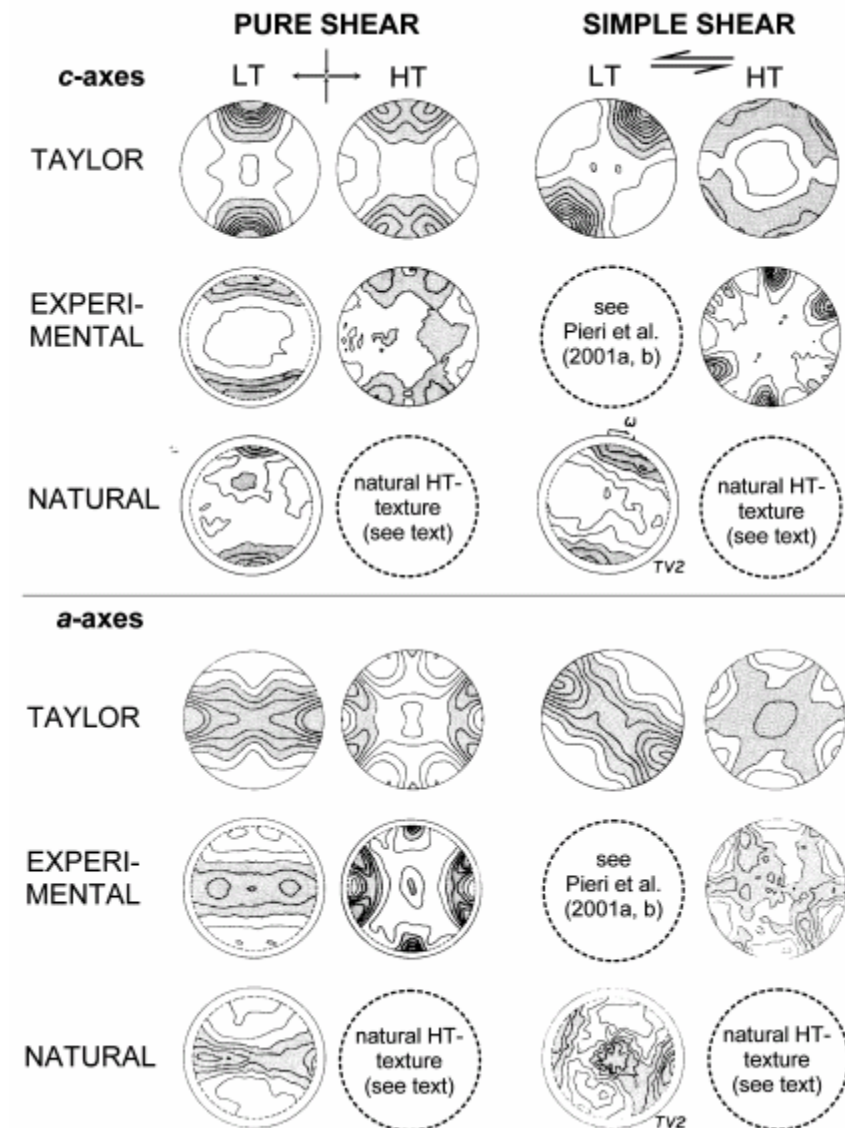 PURE SHEAR SIMPLE SHEAR
c-axes LT HT LT HT
TAYLOR
EXPERI-
MENTAL
see
Pieri et al.
(2001a, b)
ω
NATURAL
natural HT-
texture
(see text)
TV2
natural HT-
texture
(see text)
a-axes
TAYLOR
EXPERI-
MENTAL
see
Pieri et al.
(2001a, b)
NATURAL
natural HT-
texture
(see text)
TV2
natural HT-
texture
(see text)